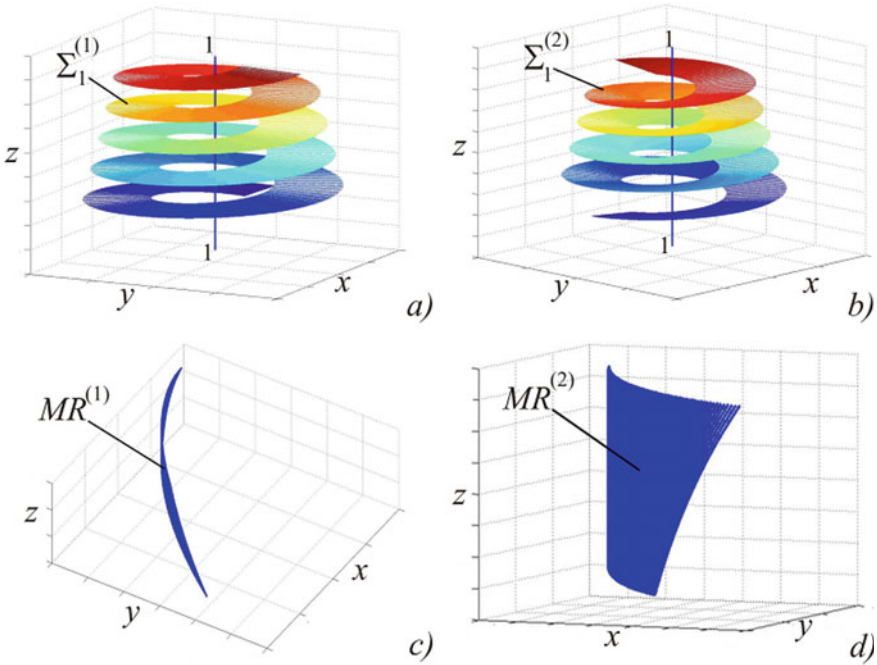 Σ₁⁽¹⁾
1
z
1
y
x
a)
Σ₁⁽²⁾
1
z
1
y
x
b)
MR⁽¹⁾
z
y
x
c)
MR⁽²⁾
z
x
y
d)